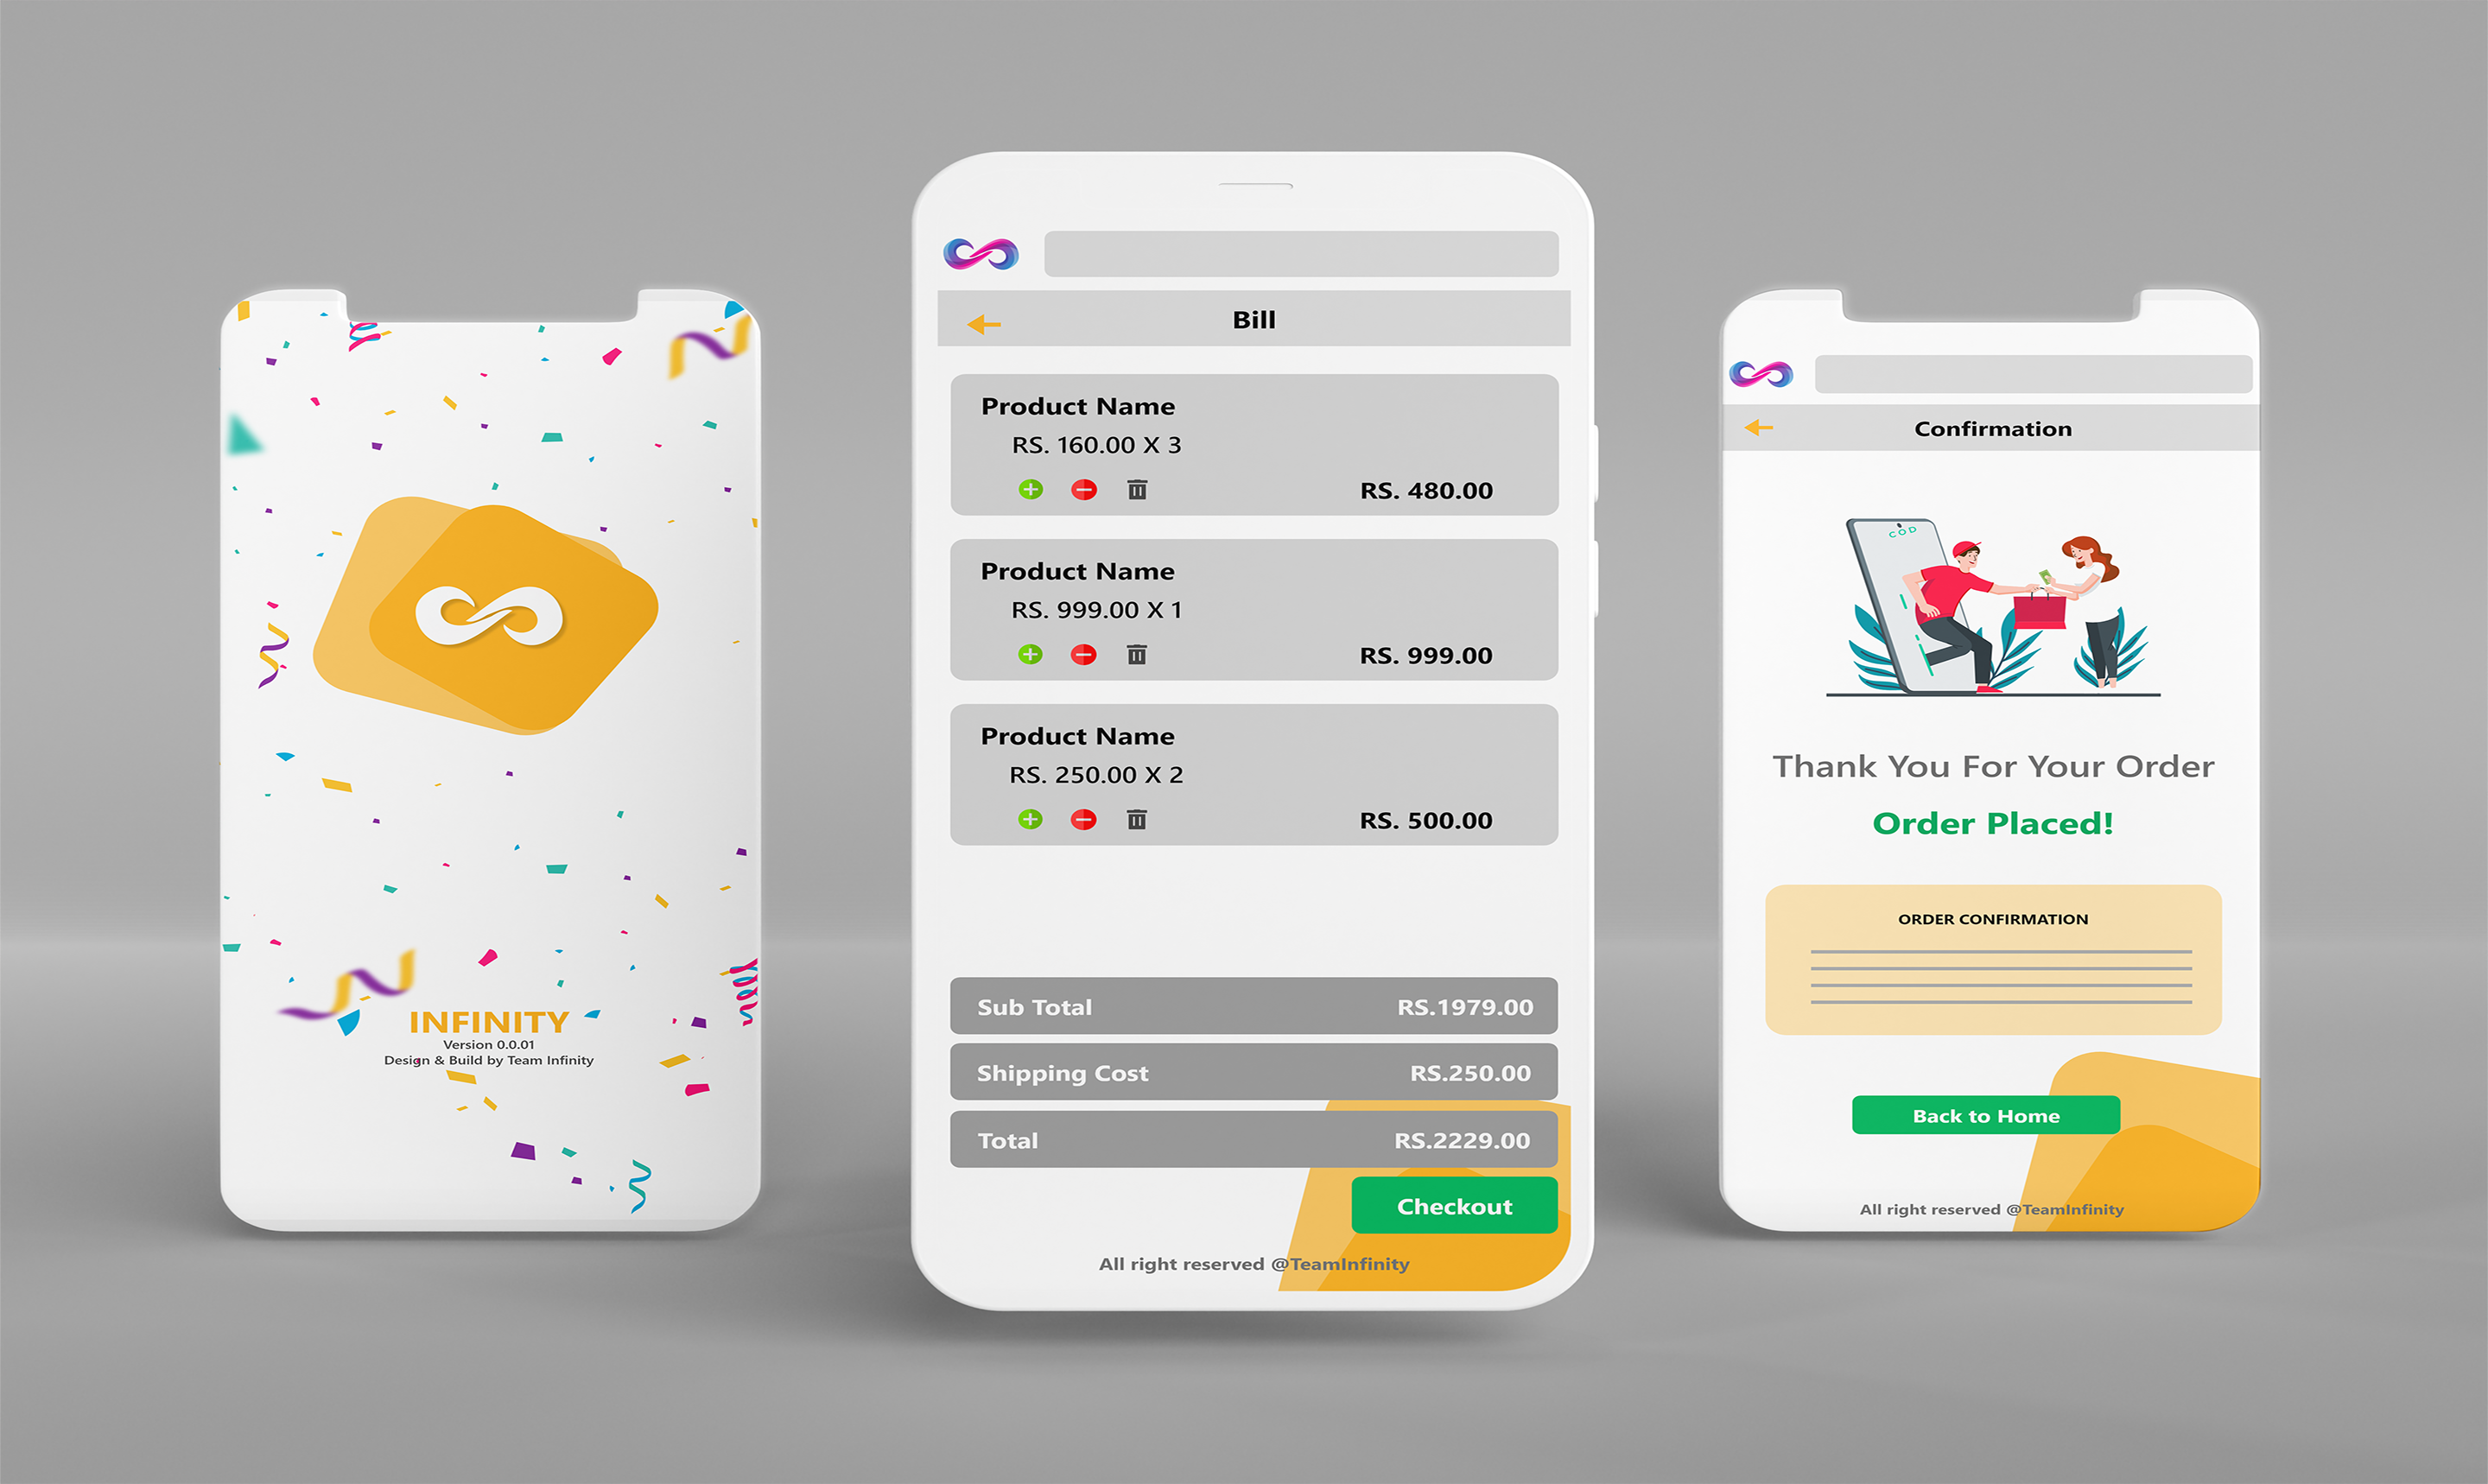 INFINITY
Version 0.0.01
Design & Build by Team Infinity
Bill
Product Name
RS. 160.00 X 3
RS. 480.00
Product Name
RS. 999.00 X 1
RS. 999.00
Product Name
RS. 250.00 X 2
RS. 500.00
Sub Total RS.1979.00
Shipping Cost RS.250.00
Total RS.2229.00
Checkout
All right reserved @TeamInfinity
Confirmation
COD
Thank You For Your Order
Order Placed!
ORDER CONFIRMATION
Back to Home
All right reserved @TeamInfinity